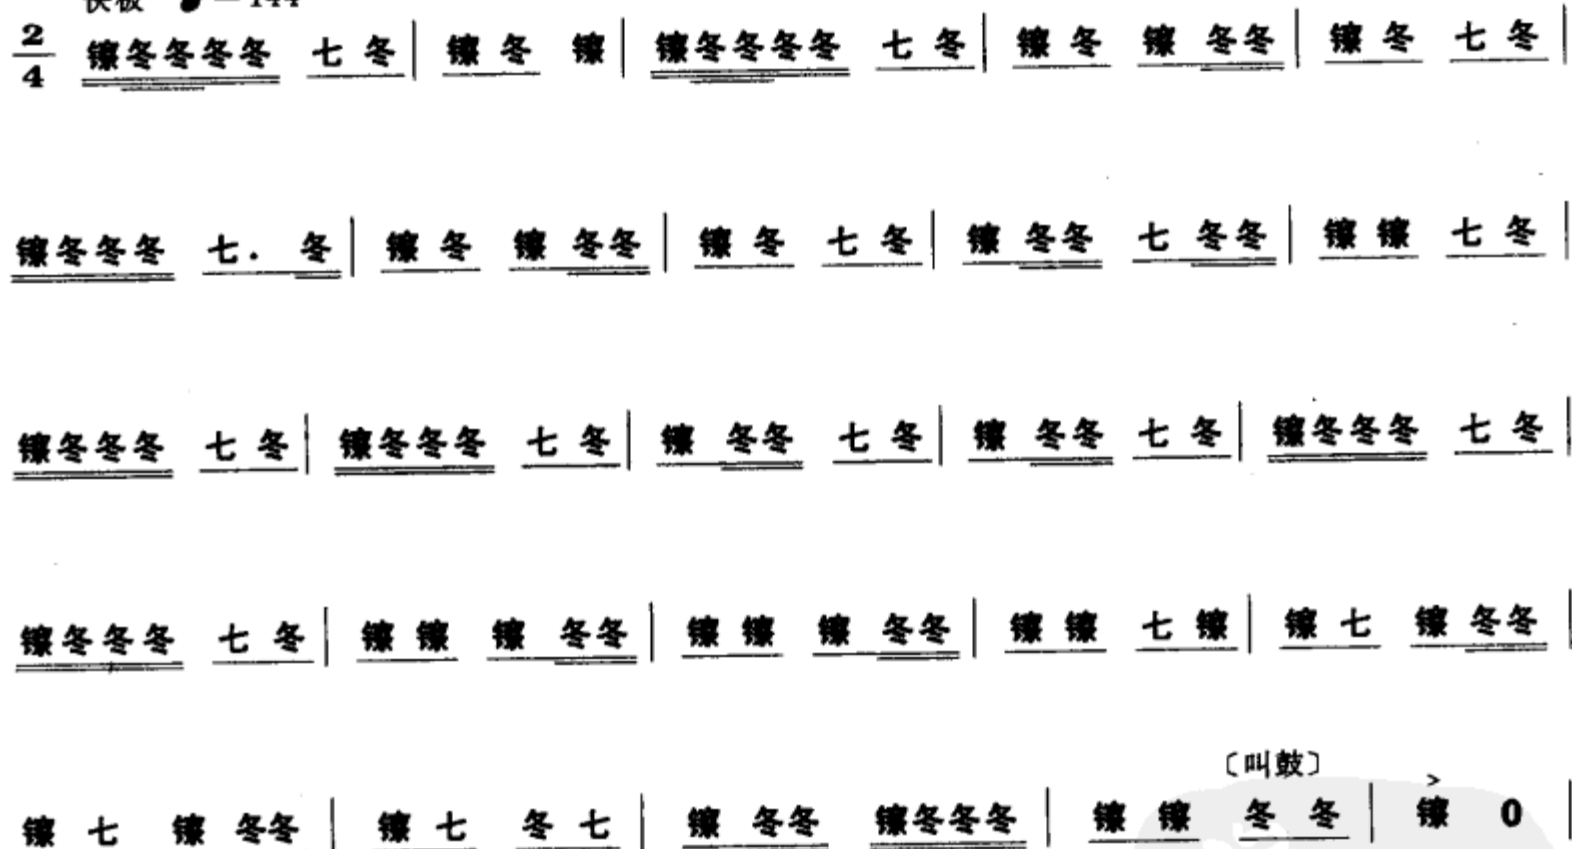 快板 ♩=144
2/4 镲冬冬冬冬 七 冬 | 镲 冬 镲 | 镲冬冬冬冬 七 冬 | 镲 冬 镲 冬冬 | 镲 冬 七 冬 |
镲冬冬冬 七. 冬 | 镲 冬 镲 冬冬 | 镲 冬 七 冬 | 镲 冬冬 七 冬冬 | 镲 镲 七 冬 |
镲冬冬冬 七 冬 | 镲冬冬冬 七 冬 | 镲 冬冬 七 冬 | 镲 冬冬 七 冬 | 镲冬冬冬 七 冬 |
镲冬冬冬 七 冬 | 镲 镲 镲 冬冬 | 镲 镲 镲 冬冬 | 镲 镲 七 镲 | 镲 七 镲 冬冬 |
〔叫鼓〕
镲 七 镲 冬冬 | 镲 七 冬 七 | 镲 冬冬 镲冬冬冬 | 镲 镲 冬 冬 | 镲 0 |